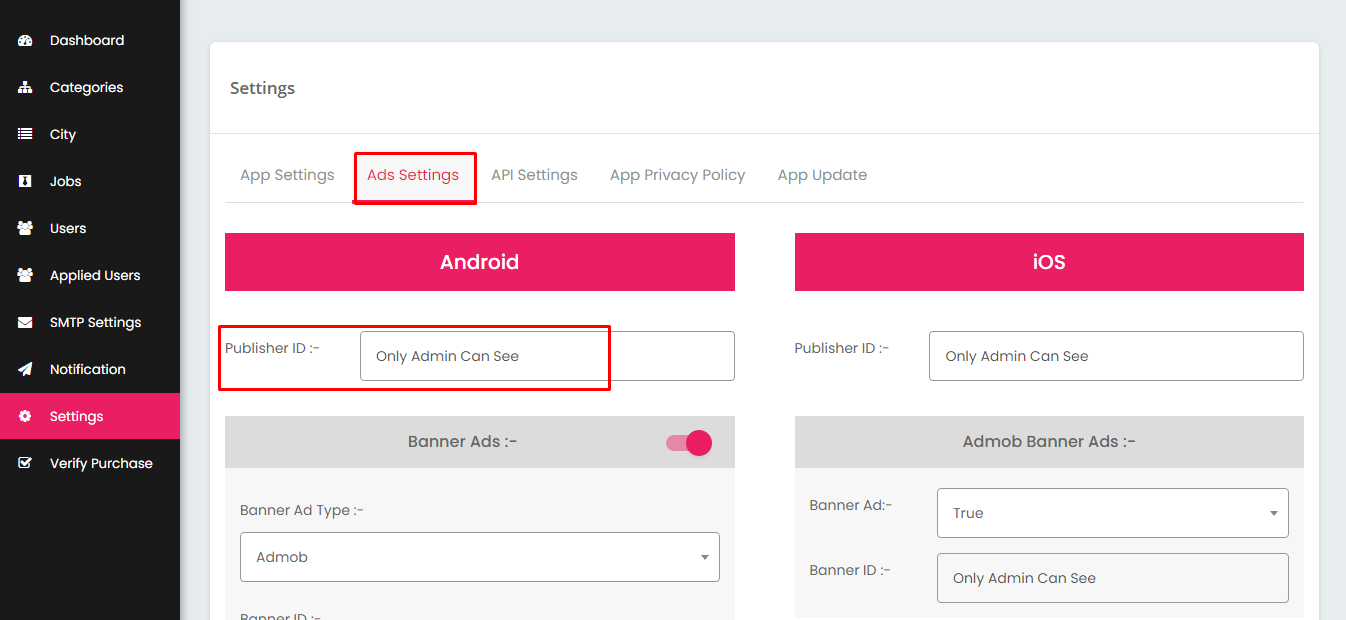 Dashboard
Categories
City
Jobs
Users
Applied Users
SMTP Settings
Notification
Settings
Verify Purchase
Settings
App Settings Ads Settings API Settings App Privacy Policy App Update
Android
Publisher ID :- Only Admin Can See
Banner Ads :-
Banner Ad Type :-
Admob
Banner ID :-
iOS
Publisher ID :- Only Admin Can See
Admob Banner Ads :-
Banner Ad:- True
Banner ID :- Only Admin Can See